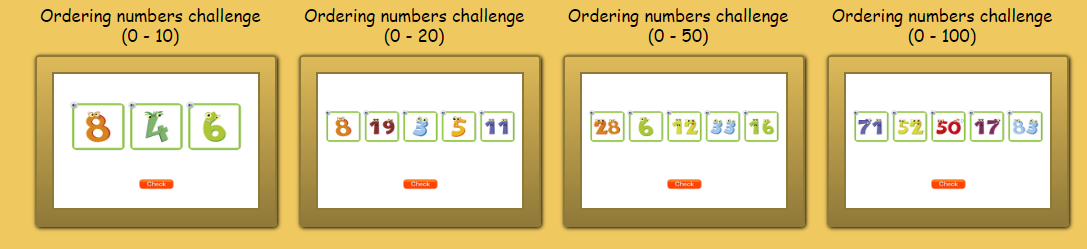 Ordering numbers challenge
(0 - 10)
8 4 6
Check
Ordering numbers challenge
(0 - 20)
8 19 3 5 11
Check
Ordering numbers challenge
(0 - 50)
28 6 12 33 16
Check
Ordering numbers challenge
(0 - 100)
71 52 50 17 83
Check